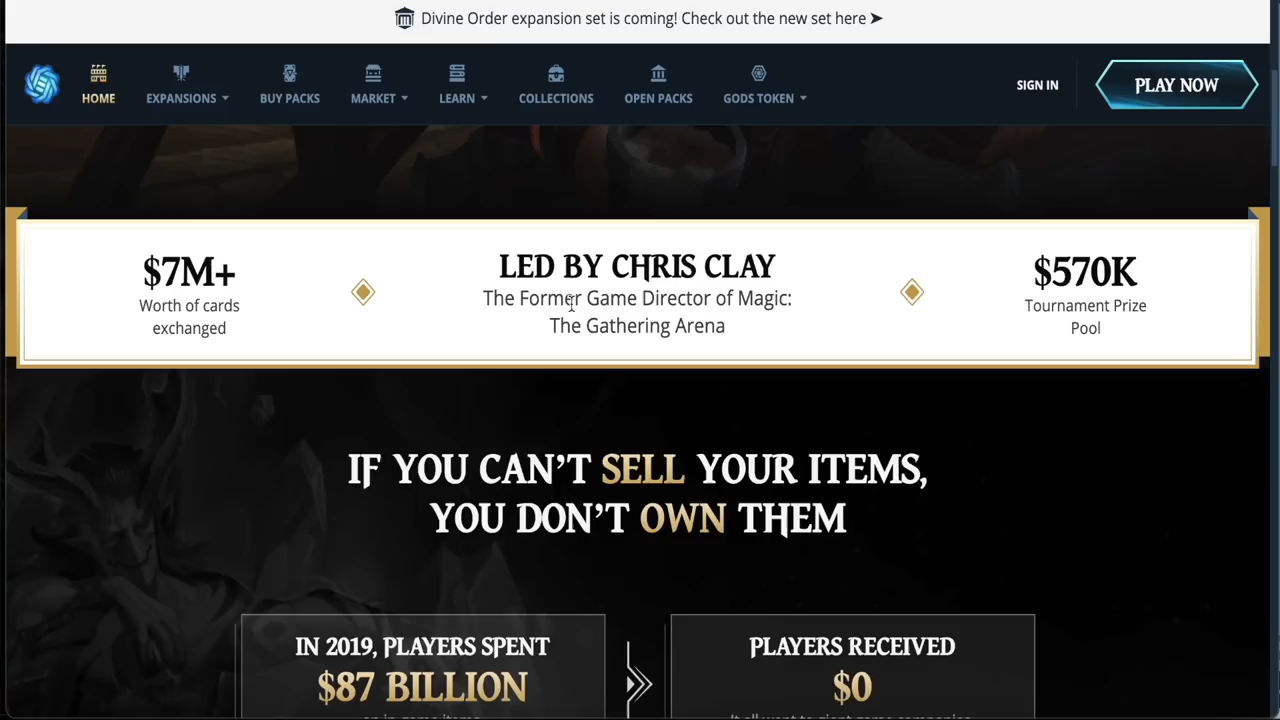 Divine Order expansion set is coming! Check out the new set here ➤
HOME
EXPANSIONS
BUY PACKS
MARKET
LEARN
COLLECTIONS
OPEN PACKS
GODS TOKEN
SIGN IN
PLAY NOW
$7M+
Worth of cards
exchanged
LED BY CHRIS CLAY
The Former Game Director of Magic:
The Gathering Arena
$570K
Tournament Prize
Pool
IF YOU CAN'T SELL YOUR ITEMS,
YOU DON'T OWN THEM
IN 2019, PLAYERS SPENT
$87 BILLION
PLAYERS RECEIVED
$0